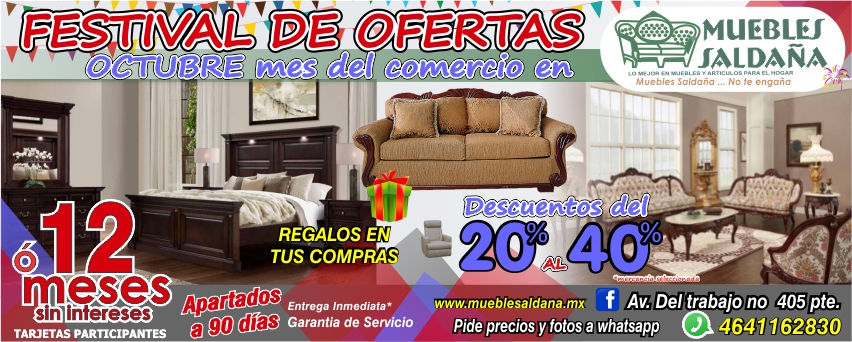 FESTIVAL DE OFERTAS
OCTUBRE mes del comercio en
MUEBLES
SALDAÑA
LO MEJOR EN MUEBLES Y ARTICULOS PARA EL HOGAR
Muebles Saldaña ... No te engaña
ó 12
meses
sin intereses
TARJETAS PARTICIPANTES
REGALOS EN
TUS COMPRAS
Descuentos del
20% AL 40%
*mercancia seleccionada
Apartados
a 90 días
Entrega Inmediata*
Garantia de Servicio
www.mueblesaldana.mx
f Av. Del trabajo no 405 pte.
Pide precios y fotos a whatsapp 4641162830